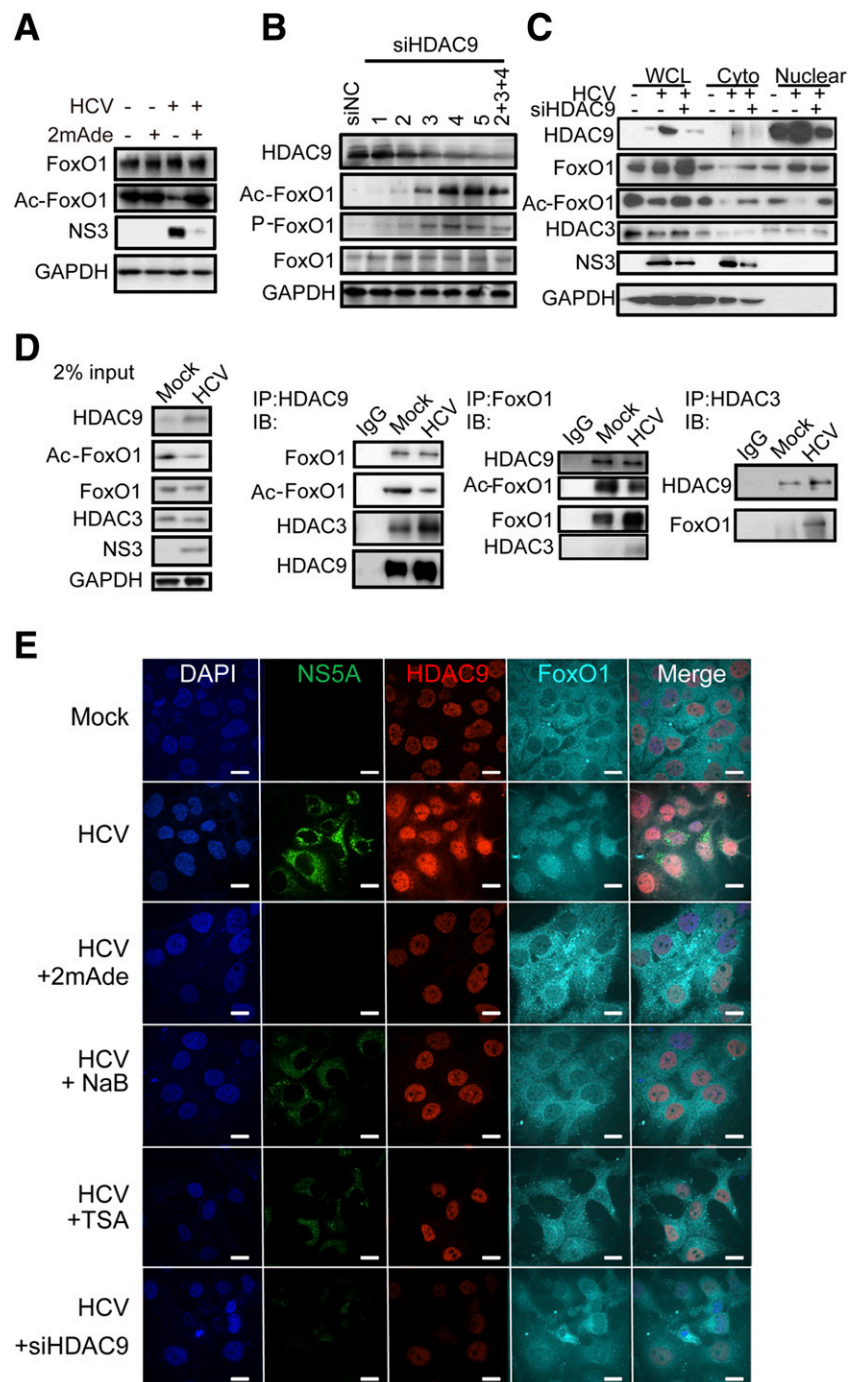 A
HCV - - + +
2mAde - + - +
FoxO1
Ac-FoxO1
NS3
GAPDH
B
siHDAC9
siNC 1 2 3 4 5 2+3+4
HDAC9
Ac-FoxO1
P-FoxO1
FoxO1
GAPDH
C
WCL Cyto Nuclear
HCV - + + - + + - + +
siHDAC9 - - + - - + - - +
HDAC9
FoxO1
Ac-FoxO1
HDAC3
NS3
GAPDH
D
2% input
Mock HCV
HDAC9
Ac-FoxO1
FoxO1
HDAC3
NS3
GAPDH
IP:HDAC9
IB:
IgG Mock HCV
FoxO1
Ac-FoxO1
HDAC3
HDAC9
IP:FoxO1
IB:
IgG Mock HCV
HDAC9
Ac-FoxO1
FoxO1
HDAC3
IP:HDAC3
IB:
IgG Mock HCV
HDAC9
FoxO1
E
DAPI NS5A HDAC9 FoxO1 Merge
Mock
HCV
HCV
+2mAde
HCV
+ NaB
HCV
+TSA
HCV
+siHDAC9